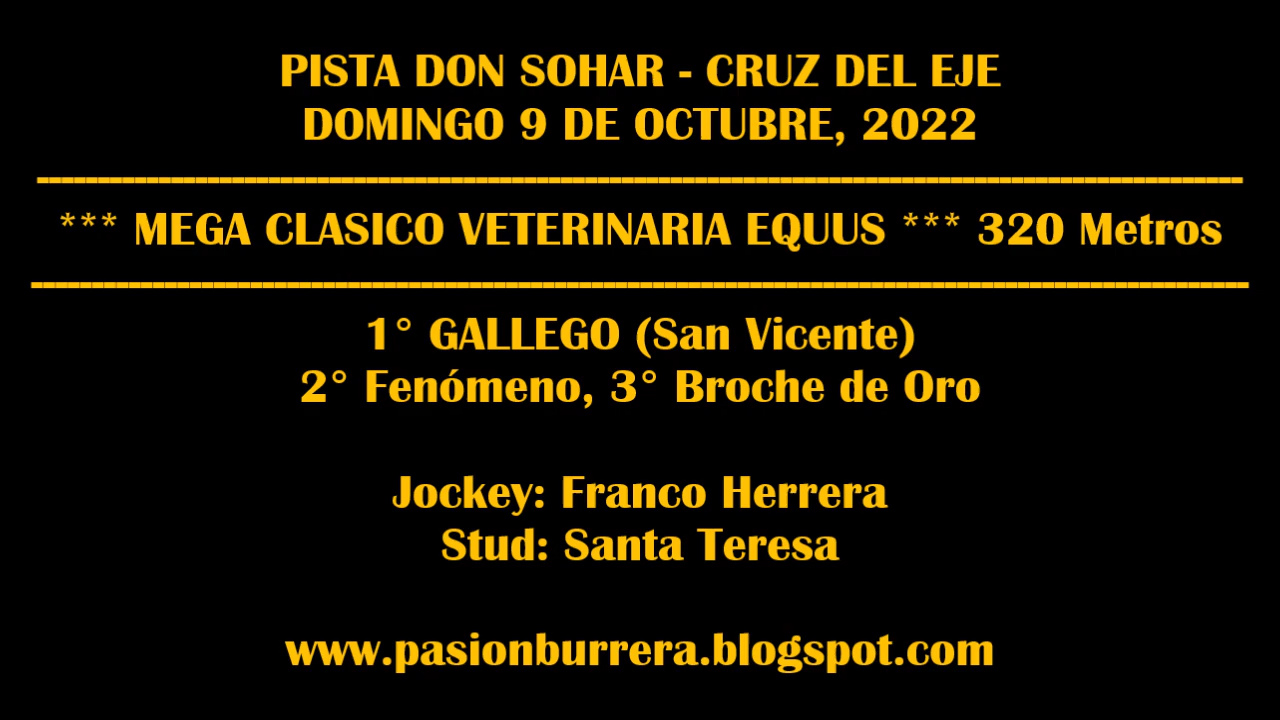 PISTA DON SOHAR - CRUZ DEL EJE
DOMINGO 9 DE OCTUBRE, 2022
*** MEGA CLASICO VETERINARIA EQUUS *** 320 Metros
1° GALLEGO (San Vicente)
2° Fenómeno, 3° Broche de Oro
Jockey: Franco Herrera
Stud: Santa Teresa
www.pasionburrera.blogspot.com